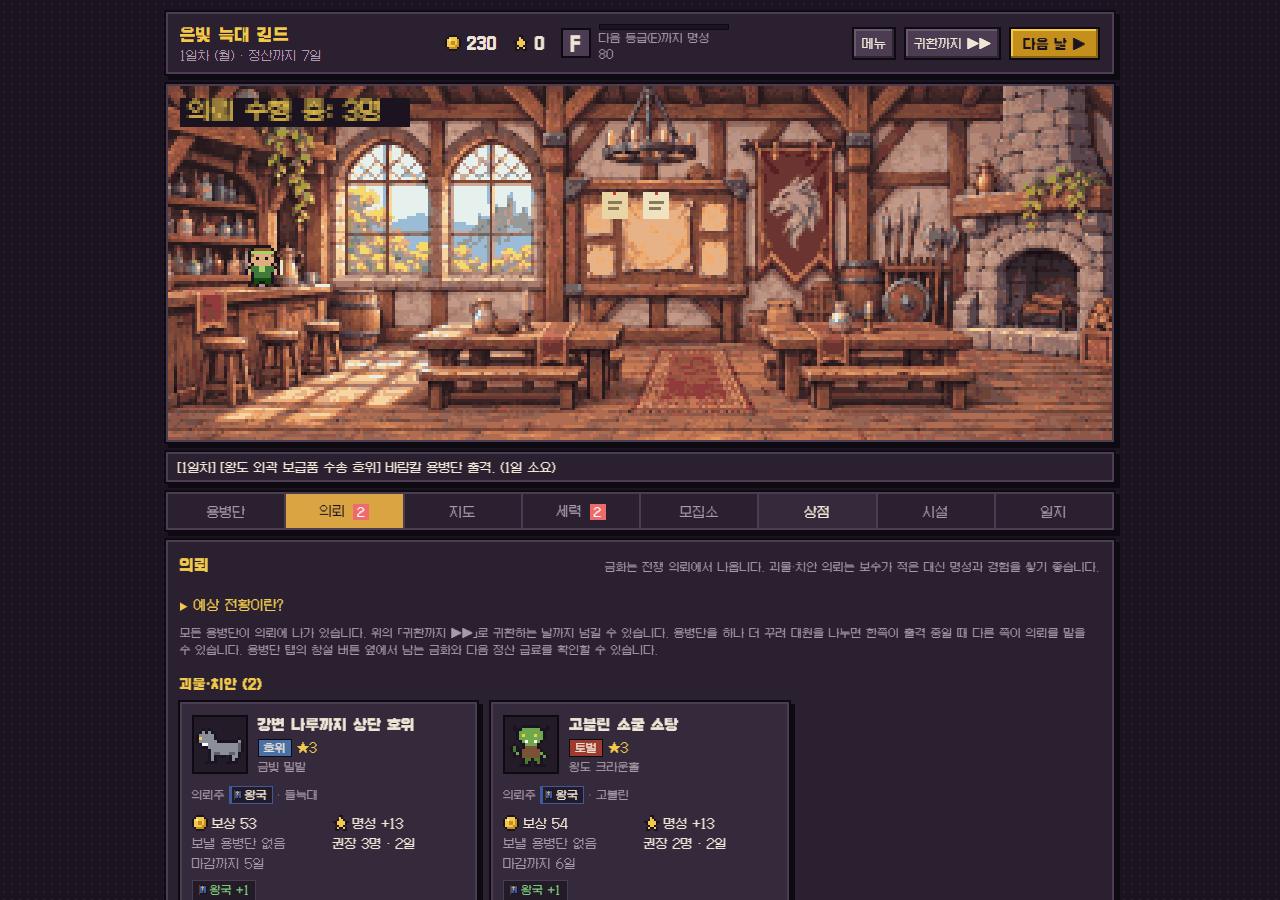 은빛 늑대 길드
1일차 (월) · 정산까지 7일
230
0
F
다음 등급(E)까지 명성 80
메뉴
귀환까지 ▶▶
다음 날 ▶
의뢰 수행 중: 3명
[1일차] [왕도 외곽 보급품 수송 호위] 바람칼 용병단 출격. (1일 소요)
용병단
의뢰 2
지도
세력 2
모집소
상점
시설
일지
의뢰
금화는 전쟁 의뢰에서 나옵니다. 괴물·치안 의뢰는 보수가 적은 대신 명성과 경험을 쌓기 좋습니다.
▶ 예상 전황이란?
모든 용병단이 의뢰에 나가 있습니다. 위의 「귀환까지 ▶▶」로 귀환하는 날까지 넘길 수 있습니다. 용병단을 하나 더 꾸려 대원을 나누면 한쪽이 출격 중일 때 다른 쪽이 의뢰를 맡을
수 있습니다. 용병단 탭의 창설 버튼 옆에서 남는 금화와 다음 정산 급료를 확인할 수 있습니다.
괴물·치안 (2)
강변 나루까지 상단 호위
호위 ★3
금빛 밀밭
의뢰주 왕국 · 들늑대
보상 53 명성 +13
보낼 용병단 없음 권장 3명 · 2일
마감까지 5일
왕국 +1
고블린 소굴 소탕
토벌 ★3
왕도 크라운홀
의뢰주 왕국 · 고블린
보상 54 명성 +13
보낼 용병단 없음 권장 2명 · 2일
마감까지 6일
왕국 +1